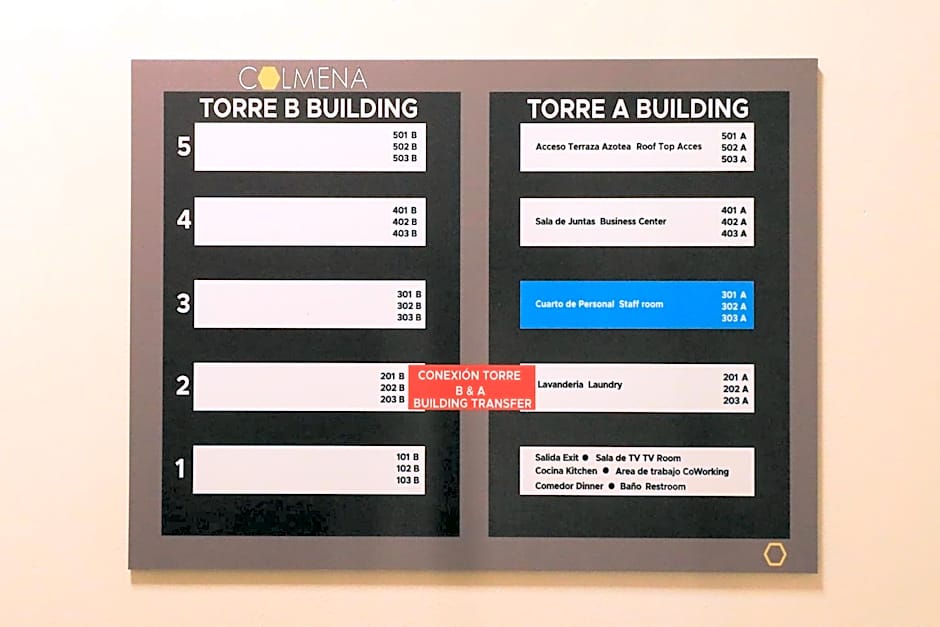 COLMENA
TORRE B BUILDING
5
501 B
502 B
503 B
4
401 B
402 B
403 B
3
301 B
302 B
303 B
2
201 B
202 B
203 B
1
101 B
102 B
103 B
CONEXIÓN TORRE
B & A
BUILDING TRANSFER
TORRE A BUILDING
Acceso Terraza Azotea Roof Top Acces
501 A
502 A
503 A
Sala de Juntas Business Center
401 A
402 A
403 A
Cuarto de Personal Staff room
301 A
302 A
303 A
Lavanderia Laundry
201 A
202 A
203 A
Salida Exit ● Sala de TV TV Room
Cocina Kitchen ● Area de trabajo CoWorking
Comedor Dinner ● Baño Restroom